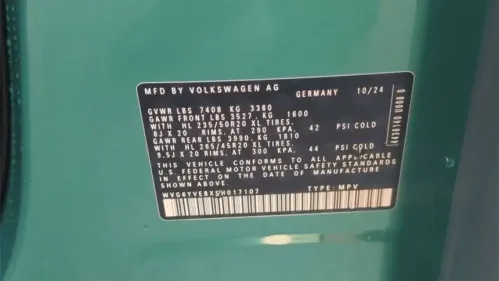 MFD BY VOLKSWAGEN AG GERMANY 10/24
GVWR LBS 7408 KG 3360
GAWR FRONT LBS 3527, KG 1600
WITH HL 235/50R20 XL TIRES,
8J X 20 RIMS, AT 290 KPA, 42 PSI COLD
GAWR REAR LBS 3990, KG 1810
WITH HL 265/45R20 XL TIRES,
9.5J X 20 RIMS, AT 300 KPA, 44 PSI COLD
THIS VEHICLE CONFORMS TO ALL APPLICABLE
U.S. FEDERAL MOTOR VEHICLE SAFETY STANDARDS
IN EFFECT ON THE DATE OF MANUFACTURE
SHOWN ABOVE.
TYPE: MPV